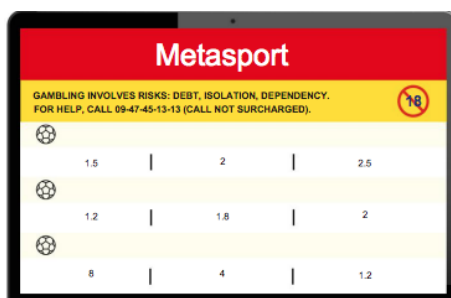 Metasport
GAMBLING INVOLVES RISKS: DEBT, ISOLATION, DEPENDENCY.
FOR HELP, CALL 09-47-45-13-13 (CALL NOT SURCHARGED).
18
1.5 | 2 | 2.5
1.2 | 1.8 | 2
8 | 4 | 1.2